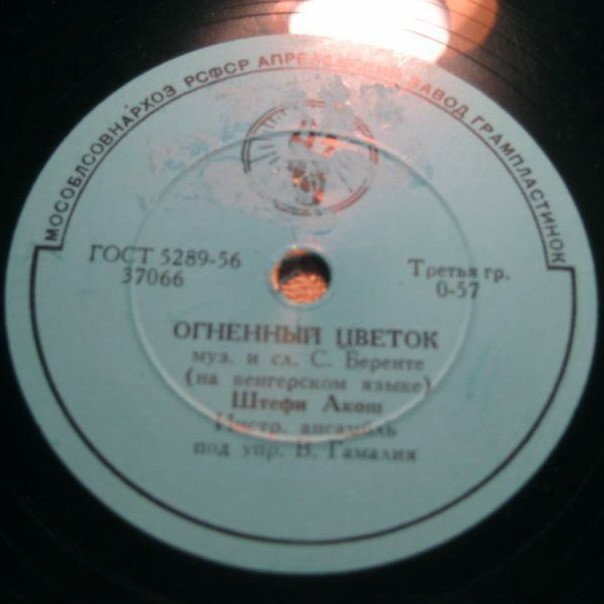 МОСОБЛСОВНАРХОЗ РСФСР АПРЕЛЕВСКИЙ ЗАВОД ГРАМПЛАСТИНОК
ГОСТ 5289-56
37066
Третья гр.
0-57
ОГНЕННЫЙ ЦВЕТОК
муз. и сл. С. Беренте
(на венгерском языке)
Штефи Акош
Инстр. ансамбль
под упр. В. Гамалия